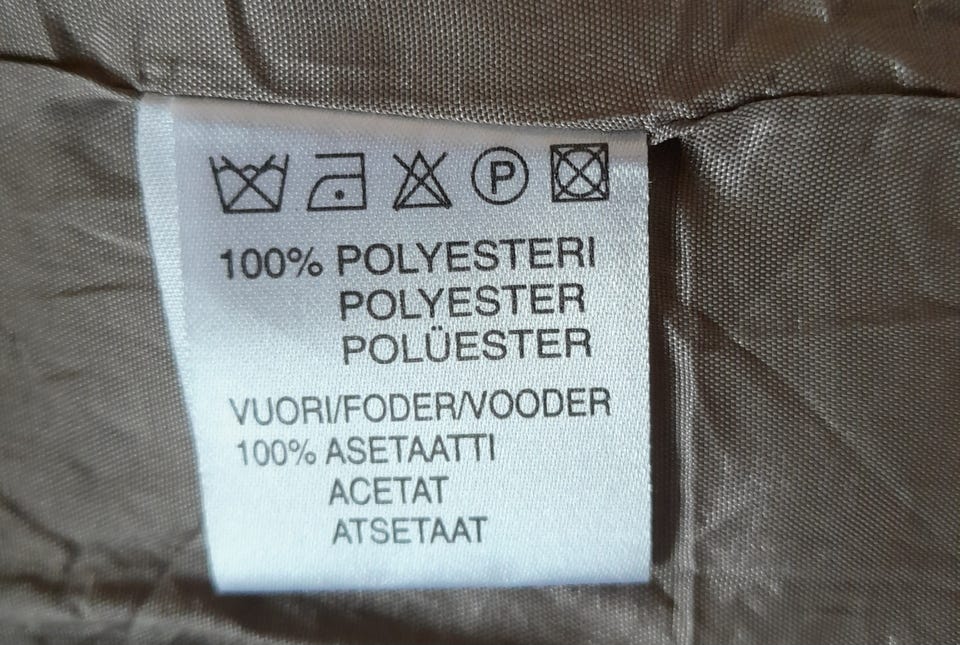 P
100% POLYESTERI
POLYESTER
POLÜESTER
VUORI/FODER/VOODER
100% ASETAATTI
ACETAT
ATSETAAT